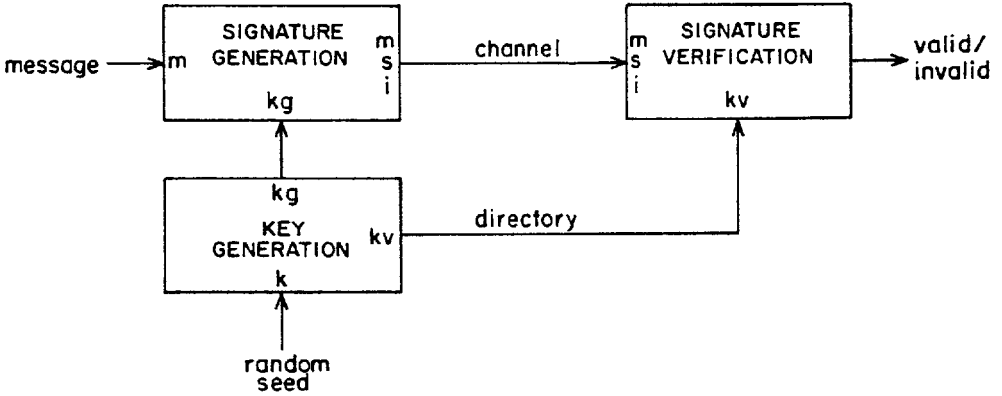 message
m
SIGNATURE
GENERATION
m
s
i
kg
channel
m
s
i
SIGNATURE
VERIFICATION
kv
valid/
invalid
kg
KEY
GENERATION
kv
k
directory
random
seed